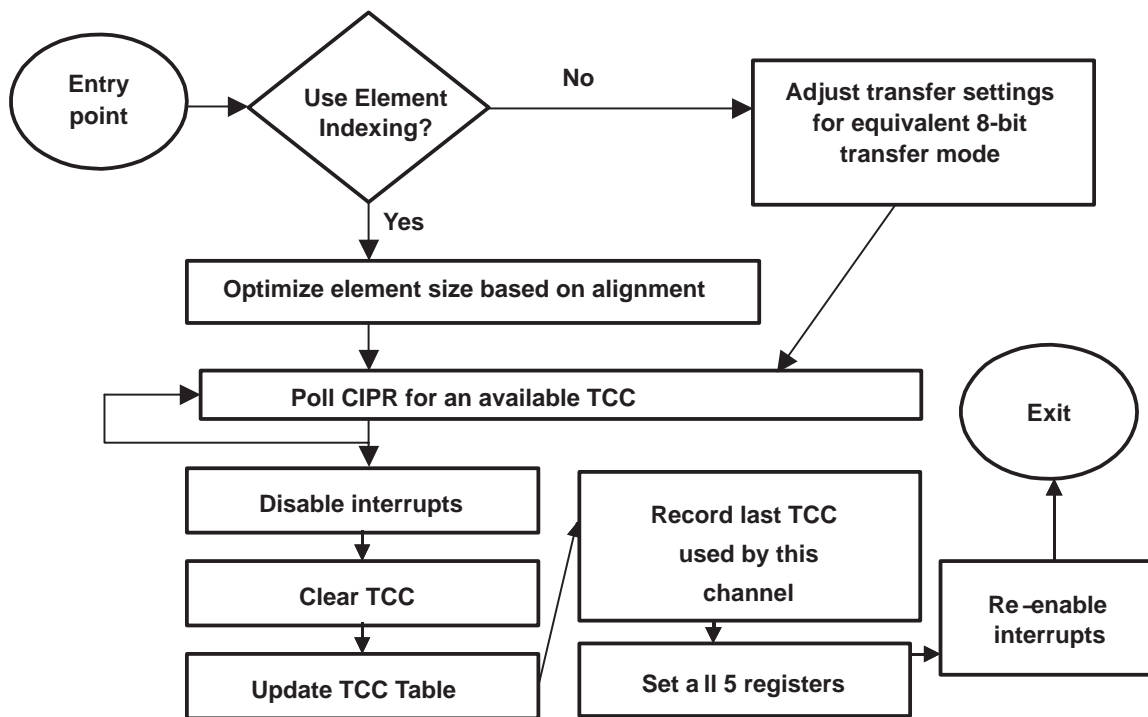 Entry
point
Use Element
Indexing?
No
Adjust transfer settings
for equivalent 8-bit
transfer mode
Yes
Optimize element size based on alignment
Poll CIPR for an available TCC
Exit
Disable interrupts
Record last TCC
used by this
channel
Clear TCC
Re-enable
interrupts
Update TCC Table
Set all 5 registers